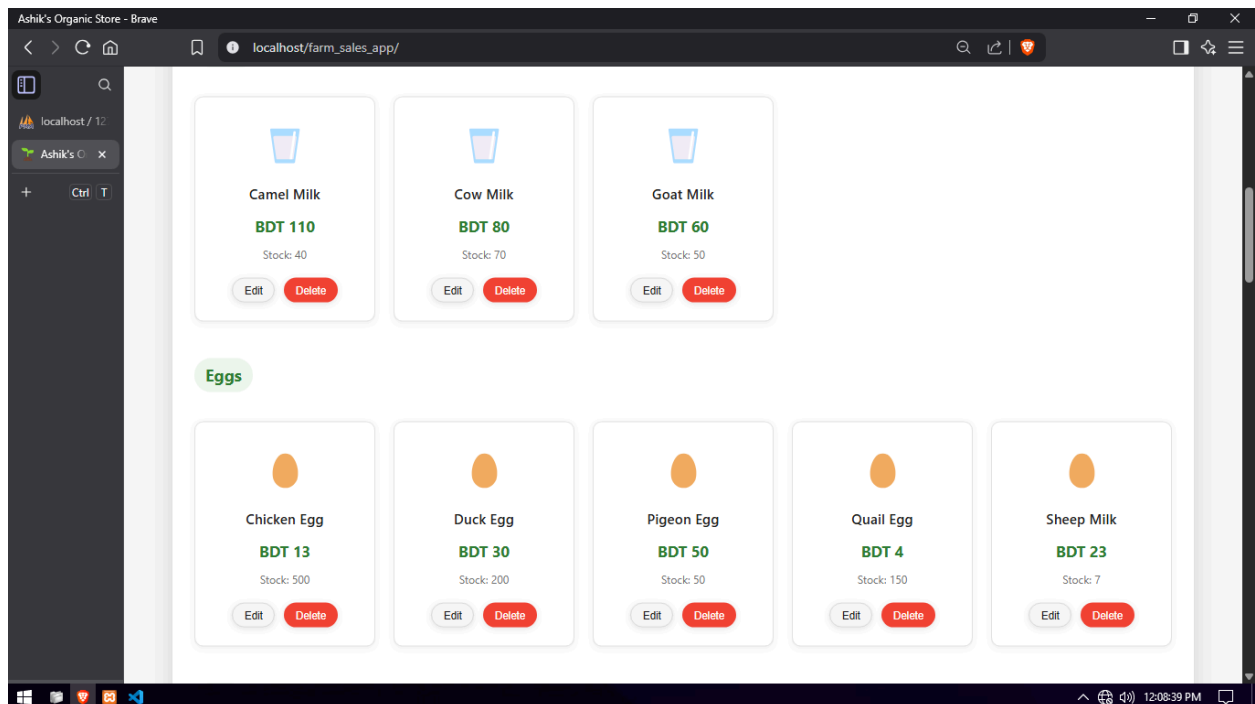 Ashik's Organic Store - Brave
localhost/farm_sales_app/
localhost / 12
Ashik's O
Ctrl T
Camel Milk Cow Milk Goat Milk
BDT 110 BDT 80 BDT 60
Stock: 40 Stock: 70 Stock: 50
Edit Delete Edit Delete Edit Delete
Eggs
Chicken Egg Duck Egg Pigeon Egg Quail Egg Sheep Milk
BDT 13 BDT 30 BDT 50 BDT 4 BDT 23
Stock: 500 Stock: 200 Stock: 50 Stock: 150 Stock: 7
Edit Delete Edit Delete Edit Delete Edit Delete Edit Delete
12:08:39 PM